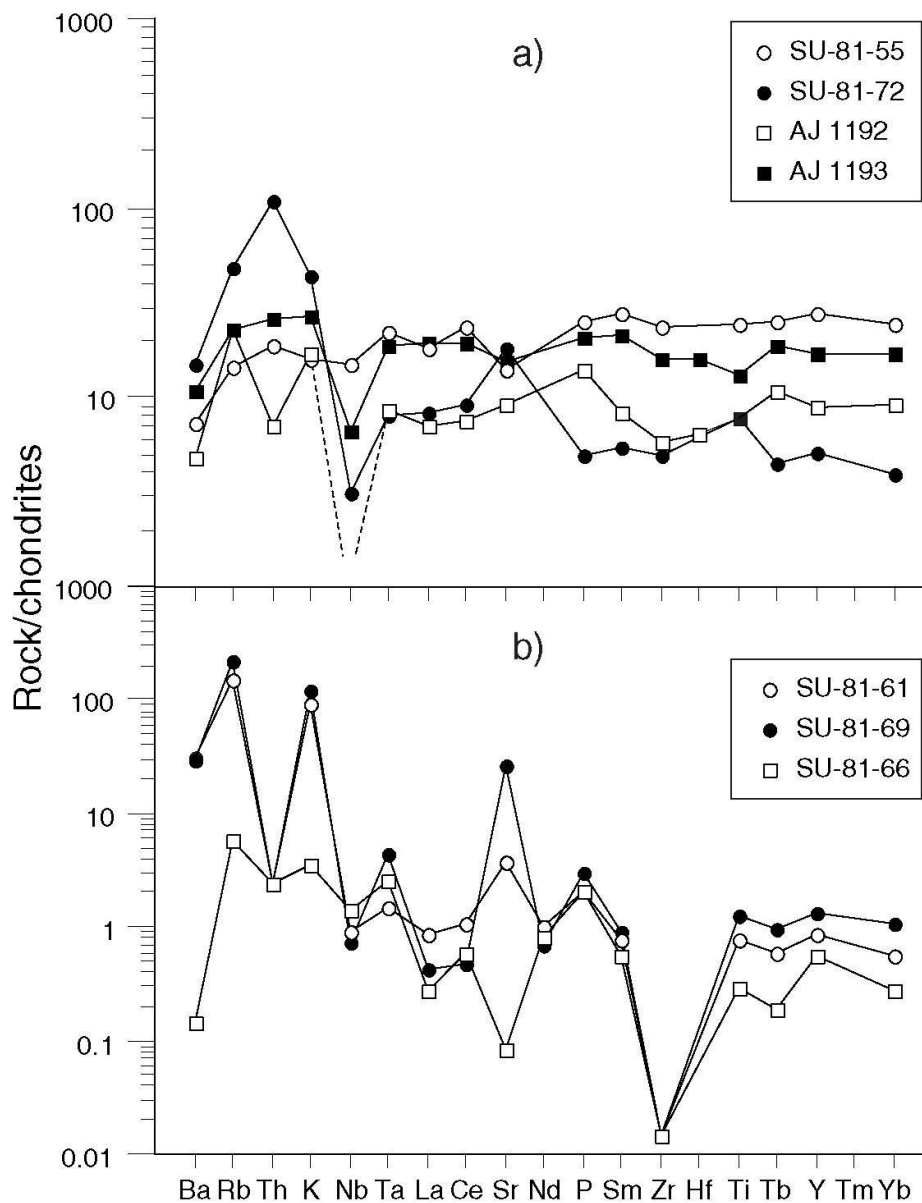 1000
a)
SU-81-55
SU-81-72
AJ 1192
AJ 1193
100
10
Rock/chondrites
1000
b)
SU-81-61
SU-81-69
SU-81-66
100
10
1
0.1
0.01
Ba Rb Th K Nb Ta La Ce Sr Nd P Sm Zr Hf Ti Tb Y Tm Yb